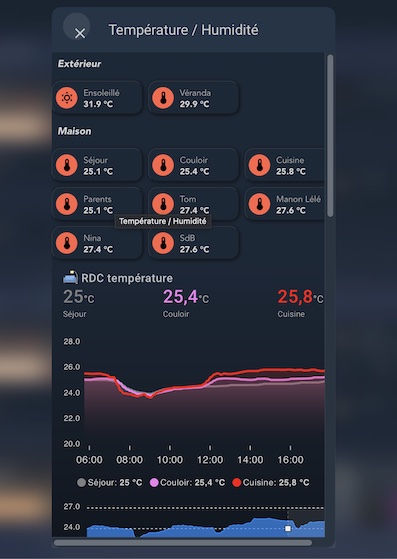 Température / Humidité
Extérieur
Ensoleillé
31.9 °C
Véranda
29.9 °C
Maison
Séjour
25.1 °C
Couloir
25.4 °C
Cuisine
25.8 °C
Parents
25.1 °C
Tom
27.4 °C
Manon Lélé
27.6 °C
Température / Humidité
Nina
27.4 °C
SdB
27.6 °C
RDC température
25°C
Séjour
25,4°C
Couloir
25,8°C
Cuisine
28.0
26.0
24.0
22.0
20.0
06:00 08:00 10:00 12:00 14:00 16:00
Séjour: 25 °C Couloir: 25,4 °C Cuisine: 25,8 °C
27.0
24.0